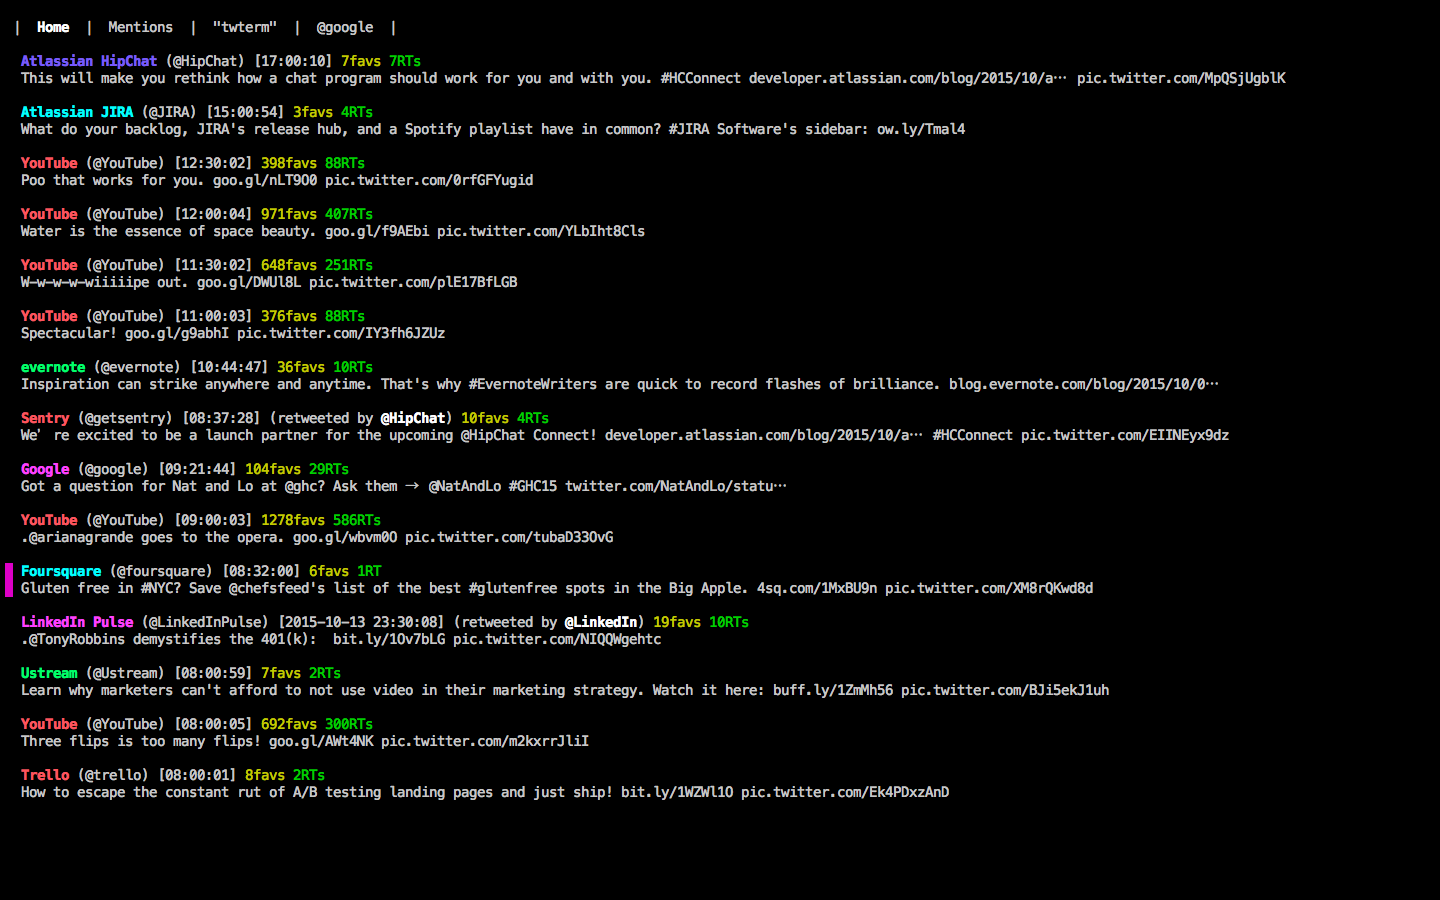 | Home | Mentions | "twterm" | @google |
Atlassian HipChat (@HipChat) [17:00:10] 7favs 7RTs
This will make you rethink how a chat program should work for you and with you. #HCConnect developer.atlassian.com/blog/2015/10/a… pic.twitter.com/MpQSjUgblK
Atlassian JIRA (@JIRA) [15:00:54] 3favs 4RTs
What do your backlog, JIRA's release hub, and a Spotify playlist have in common? #JIRA Software's sidebar: ow.ly/Tmal4
YouTube (@YouTube) [12:30:02] 398favs 88RTs
Poo that works for you. goo.gl/nLT9O0 pic.twitter.com/0rfGFYugid
YouTube (@YouTube) [12:00:04] 971favs 407RTs
Water is the essence of space beauty. goo.gl/f9AEbi pic.twitter.com/YLbIht8Cls
YouTube (@YouTube) [11:30:02] 648favs 251RTs
W-w-w-w-wiiiiipe out. goo.gl/DWUl8L pic.twitter.com/plE17BfLGB
YouTube (@YouTube) [11:00:03] 376favs 88RTs
Spectacular! goo.gl/g9abhI pic.twitter.com/IY3fh6JZUz
evernote (@evernote) [10:44:47] 36favs 10RTs
Inspiration can strike anywhere and anytime. That's why #EvernoteWriters are quick to record flashes of brilliance. blog.evernote.com/blog/2015/10/0…
Sentry (@getsentry) [08:37:28] (retweeted by @HipChat) 10favs 4RTs
We’re excited to be a launch partner for the upcoming @HipChat Connect! developer.atlassian.com/blog/2015/10/a… #HCConnect pic.twitter.com/EIINEyx9dz
Google (@google) [09:21:44] 104favs 29RTs
Got a question for Nat and Lo at @ghc? Ask them → @NatAndLo #GHC15 twitter.com/NatAndLo/statu…
YouTube (@YouTube) [09:00:03] 1278favs 586RTs
.@arianagrande goes to the opera. goo.gl/wbvm0O pic.twitter.com/tubaD33OvG
Foursquare (@foursquare) [08:32:00] 6favs 1RT
Gluten free in #NYC? Save @chefsfeed's list of the best #glutenfree spots in the Big Apple. 4sq.com/1MxBU9n pic.twitter.com/XM8rQKwd8d
LinkedIn Pulse (@LinkedInPulse) [2015-10-13 23:30:08] (retweeted by @LinkedIn) 19favs 10RTs
.@TonyRobbins demystifies the 401(k):  bit.ly/1Ov7bLG pic.twitter.com/NIQQWgehtc
Ustream (@Ustream) [08:00:59] 7favs 2RTs
Learn why marketers can't afford to not use video in their marketing strategy. Watch it here: buff.ly/1ZmMh56 pic.twitter.com/BJi5ekJ1uh
YouTube (@YouTube) [08:00:05] 692favs 300RTs
Three flips is too many flips! goo.gl/AWt4NK pic.twitter.com/m2kxrrJliI
Trello (@trello) [08:00:01] 8favs 2RTs
How to escape the constant rut of A/B testing landing pages and just ship! bit.ly/1WZWl1O pic.twitter.com/Ek4PDxzAnD